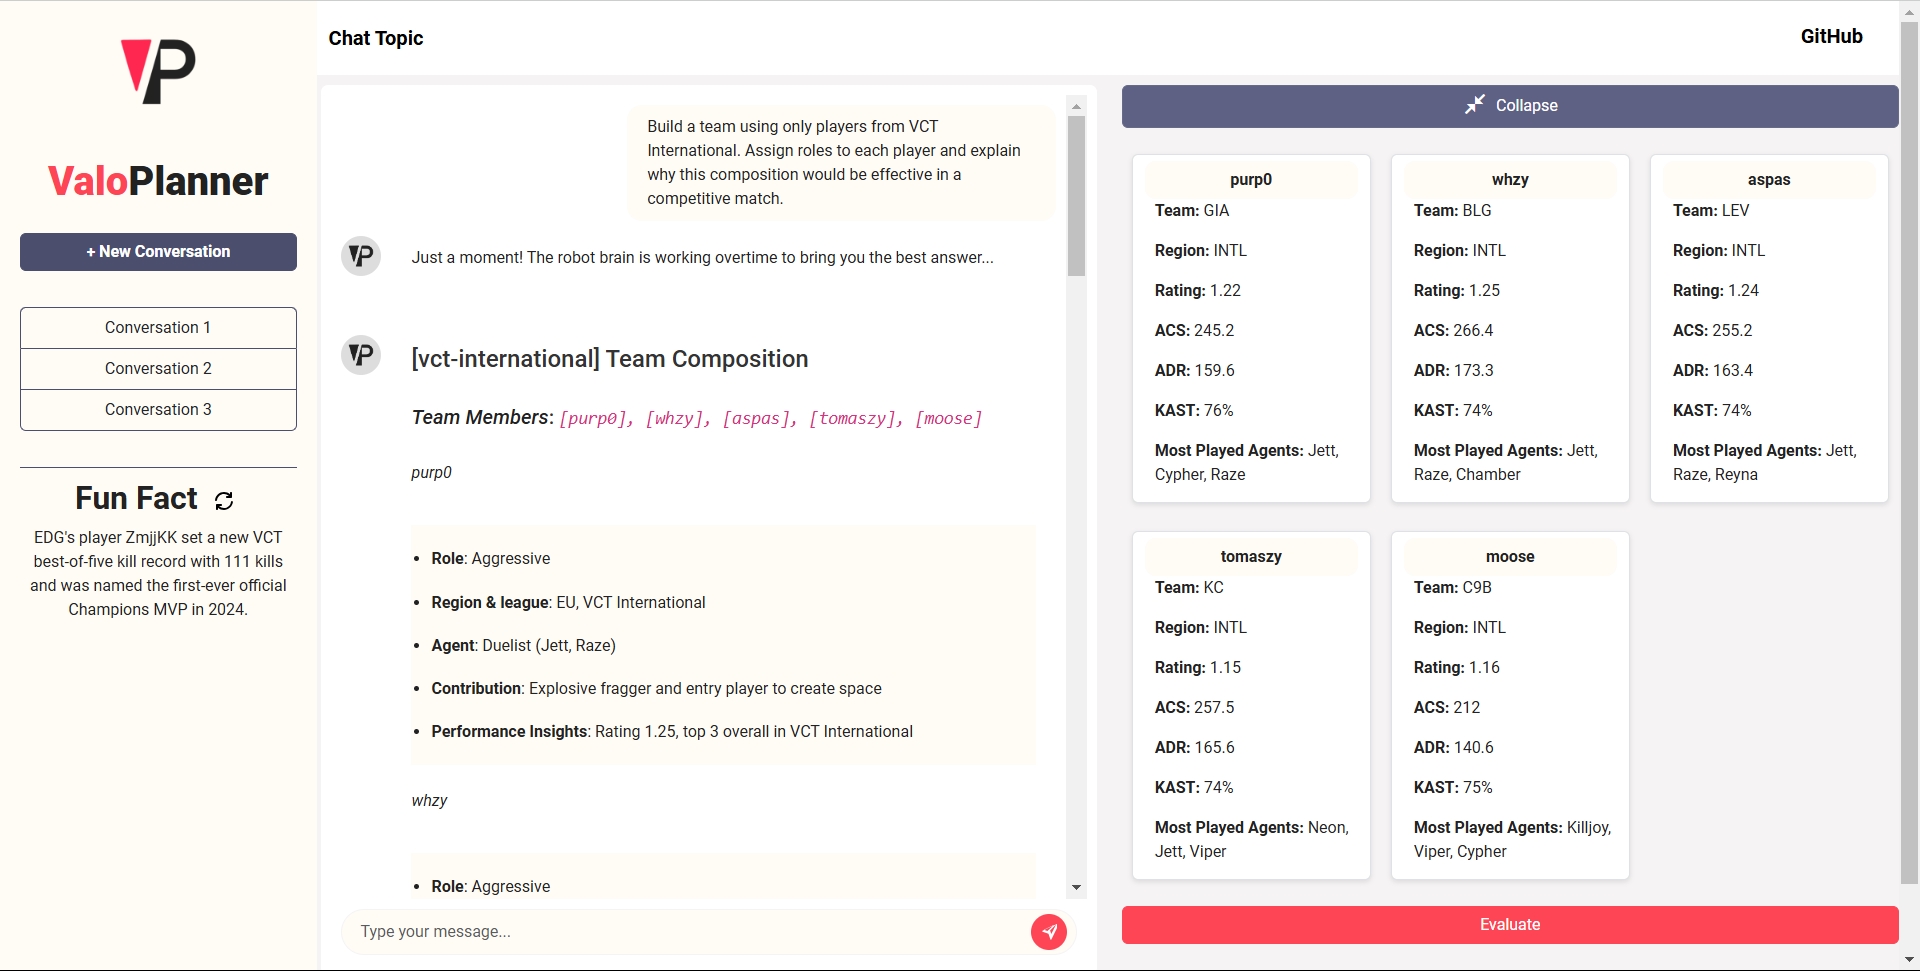 VP
ValoPlanner
+ New Conversation
Conversation 1
Conversation 2
Conversation 3
Fun Fact
EDG's player ZmjjKK set a new VCT
best-of-five kill record with 111 kills
and was named the first-ever official
Champions MVP in 2024.
Chat Topic
GitHub
Build a team using only players from VCT
International. Assign roles to each player and explain
why this composition would be effective in a
competitive match.
VP
Just a moment! The robot brain is working overtime to bring you the best answer...
VP
[vct-international] Team Composition
Team Members: [purp0], [whzy], [aspas], [tomaszy], [moose]
purp0
• Role: Aggressive
• Region & league: EU, VCT International
• Agent: Duelist (Jett, Raze)
• Contribution: Explosive fragger and entry player to create space
• Performance Insights: Rating 1.25, top 3 overall in VCT International
whzy
• Role: Aggressive
Type your message...
Collapse
purp0
Team: GIA
Region: INTL
Rating: 1.22
ACS: 245.2
ADR: 159.6
KAST: 76%
Most Played Agents: Jett,
Cypher, Raze
whzy
Team: BLG
Region: INTL
Rating: 1.25
ACS: 266.4
ADR: 173.3
KAST: 74%
Most Played Agents: Jett,
Raze, Chamber
aspas
Team: LEV
Region: INTL
Rating: 1.24
ACS: 255.2
ADR: 163.4
KAST: 74%
Most Played Agents: Jett,
Raze, Reyna
tomaszy
Team: KC
Region: INTL
Rating: 1.15
ACS: 257.5
ADR: 165.6
KAST: 74%
Most Played Agents: Neon,
Jett, Viper
moose
Team: C9B
Region: INTL
Rating: 1.16
ACS: 212
ADR: 140.6
KAST: 75%
Most Played Agents: Killjoy,
Viper, Cypher
Evaluate